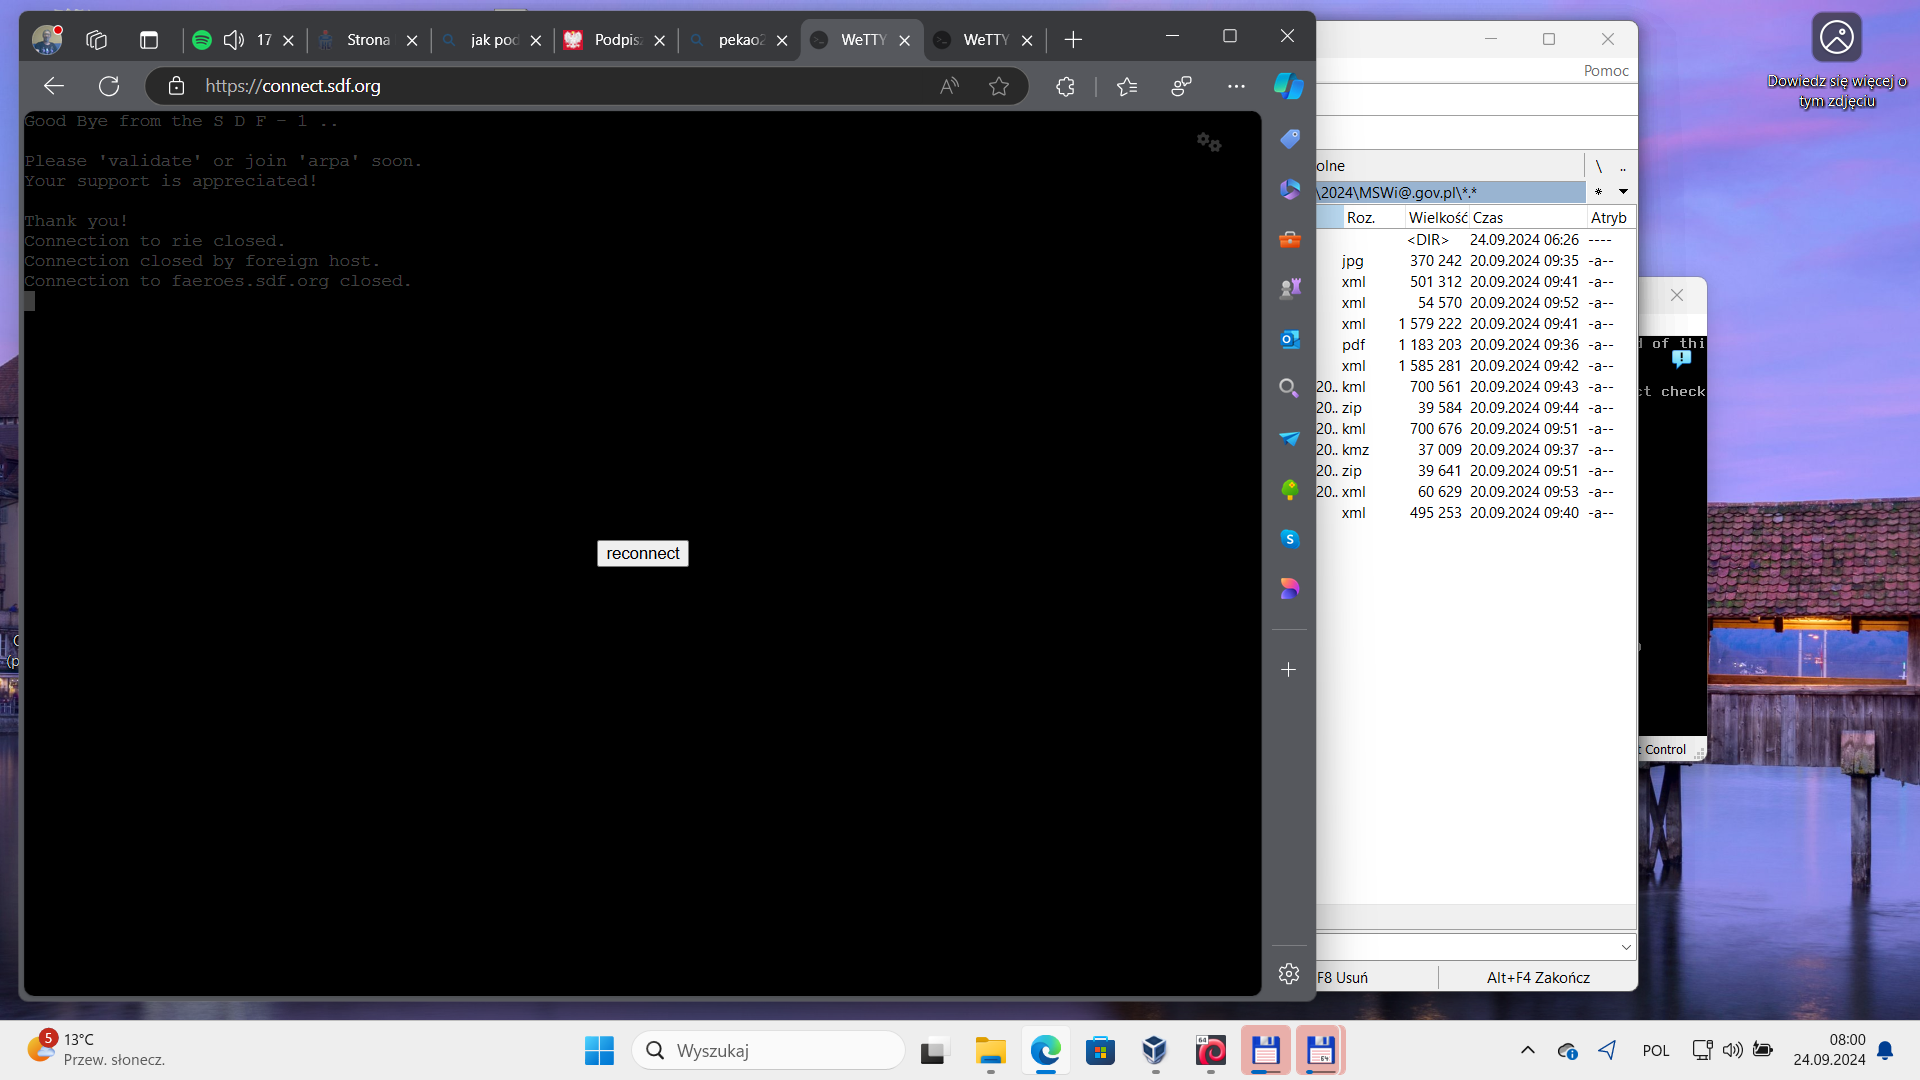 17
Strona
jak pod
Podpis
pekao2
WeTTY
WeTTY
https://connect.sdf.org
Good Bye from the S D F - 1 ..
Please 'validate' or join 'arpa' soon.
Your support is appreciated!
Thank you!
Connection to rie closed.
Connection closed by foreign host.
Connection to faeroes.sdf.org closed.
reconnect
Pomoc
olne
\ ..
\2024\MSWi@.gov.pl\*.*
* 
Roz. Wielkość Czas Atryb
<DIR> 24.09.2024 06:26 ----
jpg 370 242 20.09.2024 09:35 -a--
xml 501 312 20.09.2024 09:41 -a--
xml 54 570 20.09.2024 09:52 -a--
xml 1 579 222 20.09.2024 09:41 -a--
pdf 1 183 203 20.09.2024 09:36 -a--
xml 1 585 281 20.09.2024 09:42 -a--
20.. kml 700 561 20.09.2024 09:43 -a--
20.. zip 39 584 20.09.2024 09:44 -a--
20.. kml 700 676 20.09.2024 09:51 -a--
20.. kmz 37 009 20.09.2024 09:37 -a--
20.. zip 39 641 20.09.2024 09:51 -a--
20.. xml 60 629 20.09.2024 09:53 -a--
xml 495 253 20.09.2024 09:40 -a--
F8 Usuń
Alt+F4 Zakończ
d of thi
ct check
t Control
Dowiedz się więcej o
tym zdjęciu
5
13°C
Przew. słonecz.
Wyszukaj
64
64
POL
08:00
24.09.2024